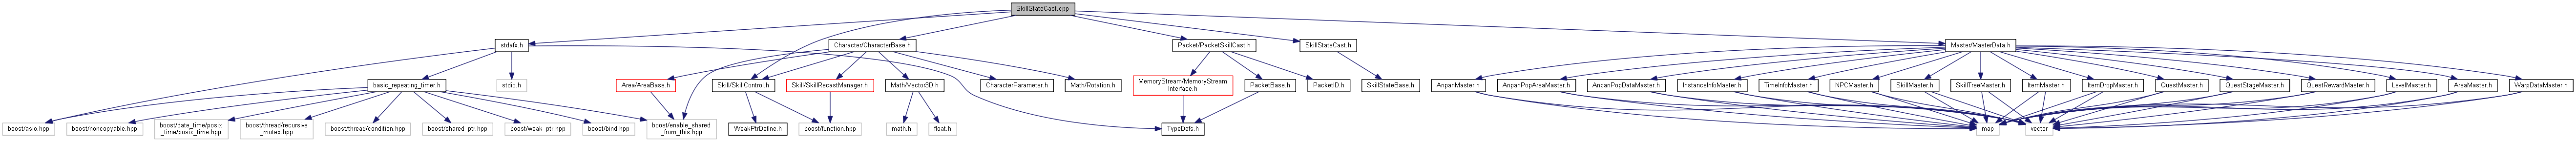 SkillStateCast.cpp
stdafx.h
Character/CharacterBase.h
Packet/PacketSkillCast.h
SkillStateCast.h
Master/MasterData.h
basic_repeating_timer.h
stdio.h
Area/AreaBase.h
Skill/SkillControl.h
Skill/SkillRecastManager.h
Math/Vector3D.h
CharacterParameter.h
Math/Rotation.h
MemoryStream/MemoryStream
Interface.h
PacketBase.h
PacketID.h
SkillStateBase.h
AnpanMaster.h
AnpanPopAreaMaster.h
AnpanPopDataMaster.h
InstanceInfoMaster.h
TimeInfoMaster.h
NPCMaster.h
SkillMaster.h
SkillTreeMaster.h
ItemMaster.h
ItemDropMaster.h
QuestMaster.h
QuestStageMaster.h
QuestRewardMaster.h
LevelMaster.h
AreaMaster.h
WarpDataMaster.h
boost/asio.hpp
boost/noncopyable.hpp
boost/date_time/posix
_time/posix_time.hpp
boost/thread/recursive
_mutex.hpp
boost/thread/condition.hpp
boost/shared_ptr.hpp
boost/weak_ptr.hpp
boost/bind.hpp
boost/enable_shared
_from_this.hpp
WeakPtrDefine.h
boost/function.hpp
math.h
float.h
TypeDefs.h
map
vector